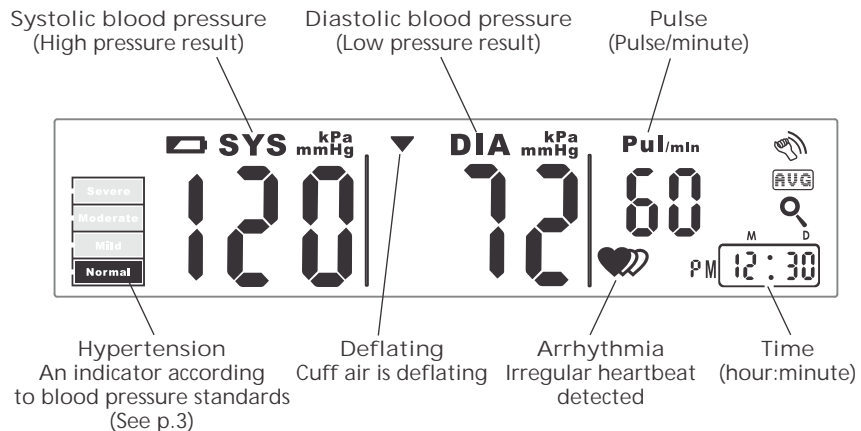 Systolic blood pressure
(High pressure result)
Diastolic blood pressure
(Low pressure result)
Pulse
(Pulse/minute)
SYS kPa
mmHg
DIA kPa
mmHg
Pul/min
Severe
Moderate
Mild
Normal
120
72
60
AVG
M D
PM 12:30
Hypertension
An indicator according
to blood pressure standards
(See p.3)
Deflating
Cuff air is deflating
Arrhythmia
Irregular heartbeat
detected
Time
(hour:minute)